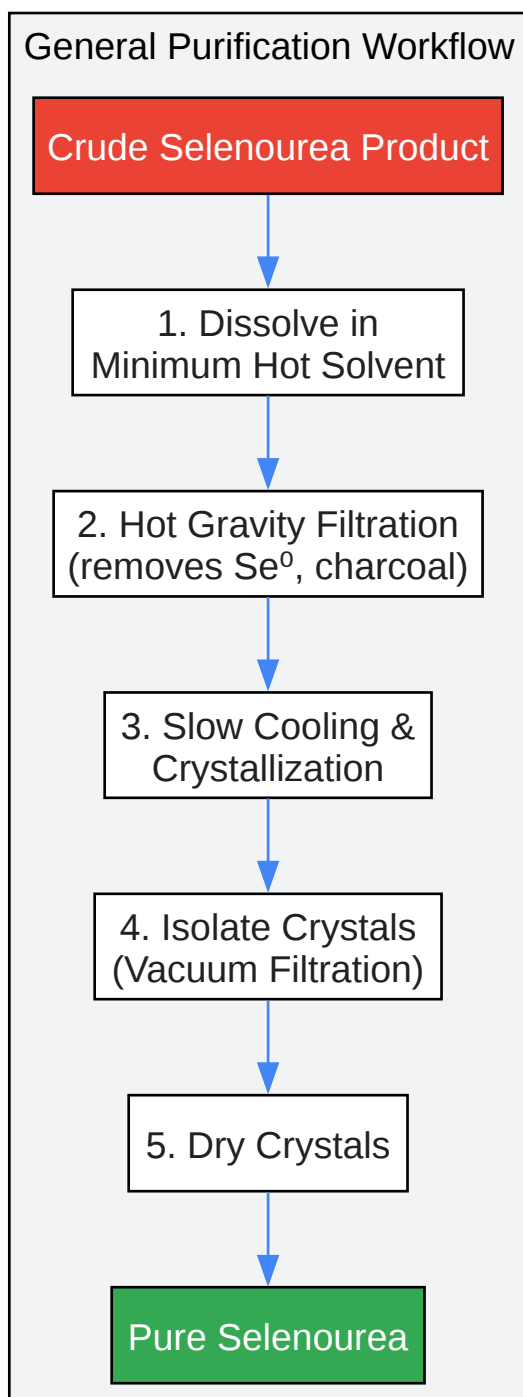 General Purification Workflow
Crude Selenourea Product
1. Dissolve in
Minimum Hot Solvent
2. Hot Gravity Filtration
(removes Se⁰, charcoal)
3. Slow Cooling &
Crystallization
4. Isolate Crystals
(Vacuum Filtration)
5. Dry Crystals
Pure Selenourea